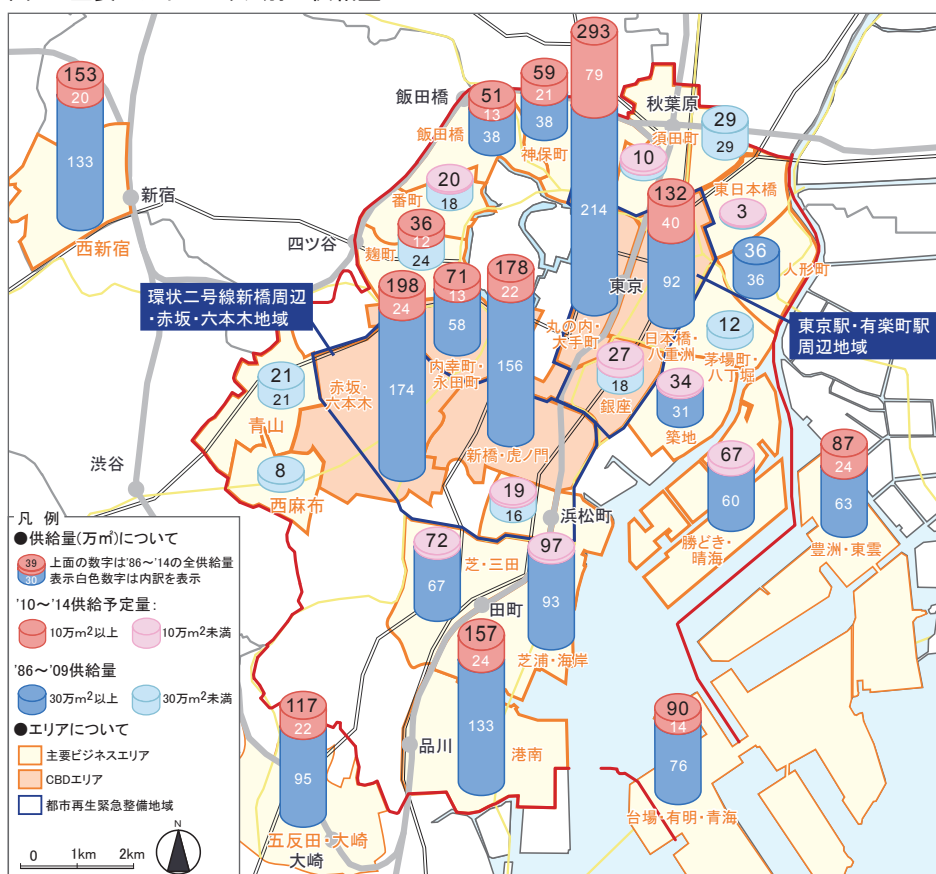 153
20
133
新宿
西新宿
飯田橋
51
13
38
飯田橋
59
21
38
神保町
293
79
214
丸の内・
大手町
秋葉原
須田町
10
29
29
東日本橋
3
132
40
92
東京
日本橋・
八重洲
36
36
人形町
20
18
番町
四ツ谷
36
12
24
麹町
環状二号線新橋周辺
・赤坂・六本木地域
198
24
174
赤坂・
六本木
71
13
58
内幸町・
永田町
178
22
156
新橋・虎ノ門
東京駅・有楽町駅
周辺地域
12
茅場町・
八丁堀
27
18
銀座
34
31
築地
21
21
青山
渋谷
8
西麻布
19
16
浜松町
67
60
勝どき・
晴海
87
24
63
豊洲・東雲
72
67
芝・三田
田町
97
93
芝浦・海岸
157
24
133
港南
品川
117
22
95
五反田・大崎
大崎
90
14
76
台場・有明・青海
凡 例
●供給量(万㎡)について
39
30
上面の数字は'86～'14の全供給量
表示白色数字は内訳を表示
'10～'14供給予定量:
10万m²以上
10万m²未満
'86～'09供給量
30万m²以上
30万m²未満
●エリアについて
主要ビジネスエリア
CBDエリア
都市再生緊急整備地域
N
0 1km 2km